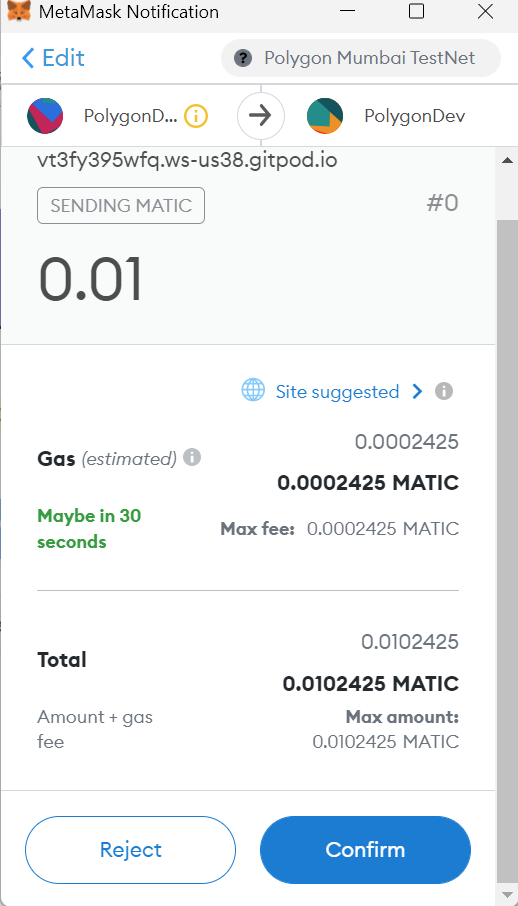 MetaMask Notification
Edit
? Polygon Mumbai TestNet
PolygonD...
PolygonDev
vt3fy395wfq.ws-us38.gitpod.io
SENDING MATIC
#0
0.01
Site suggested
0.0002425
Gas (estimated)
0.0002425 MATIC
Maybe in 30
seconds
Max fee: 0.0002425 MATIC
0.0102425
Total
0.0102425 MATIC
Amount + gas
fee
Max amount:
0.0102425 MATIC
Reject
Confirm